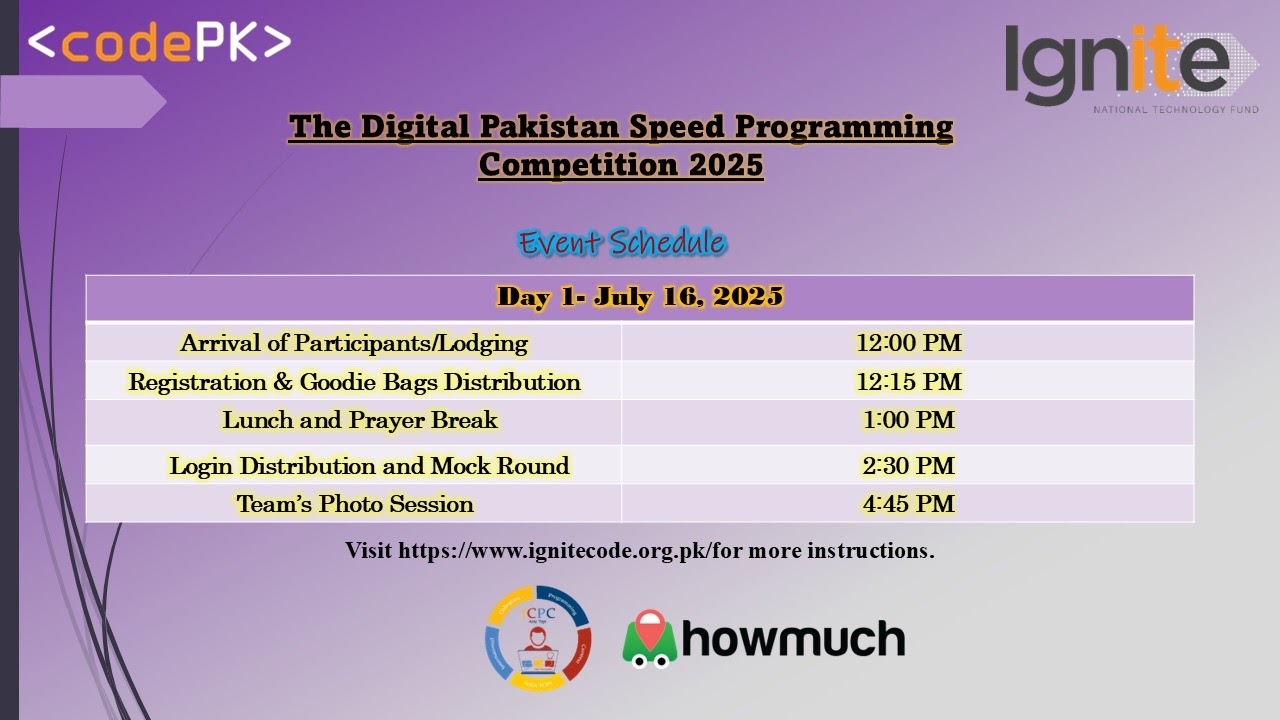 <codePK>
Ignite
NATIONAL TECHNOLOGY FUND
The Digital Pakistan Speed Programming
Competition 2025
Event Schedule
Day 1- July 16, 2025
Arrival of Participants/Lodging 12:00 PM
Registration & Goodie Bags Distribution 12:15 PM
Lunch and Prayer Break 1:00 PM
Login Distribution and Mock Round 2:30 PM
Team’s Photo Session 4:45 PM
Visit https://www.ignitecode.org.pk/for more instructions.
Programming
CPC
howmuch